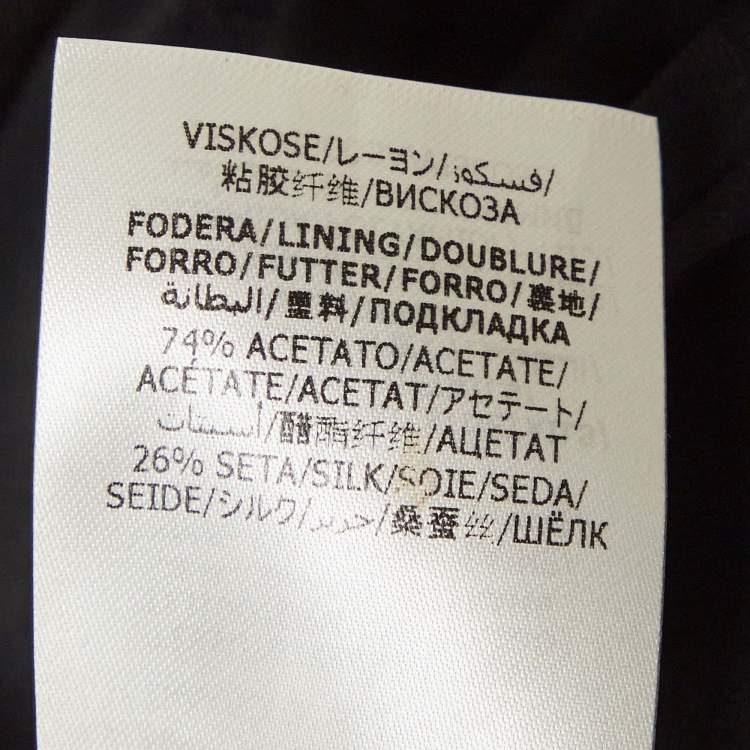 VISKOSE/レーヨン/فسكوز/
粘胶纤维/ВИСКОЗА
FODERA/LINING/DOUBLURE/
FORRO/FUTTER/FORRO/裏地/
البطانة/里料/ПОДКЛАДКА
74% ACETATO/ACETATE/
ACÉTATE/ACETAT/アセテート/
أسيتات/醋酯纤维/АЦЕТАТ
26% SETA/SILK/SOIE/SEDA/
SEIDE/シルク/حرير/桑蚕丝/ШЁЛК